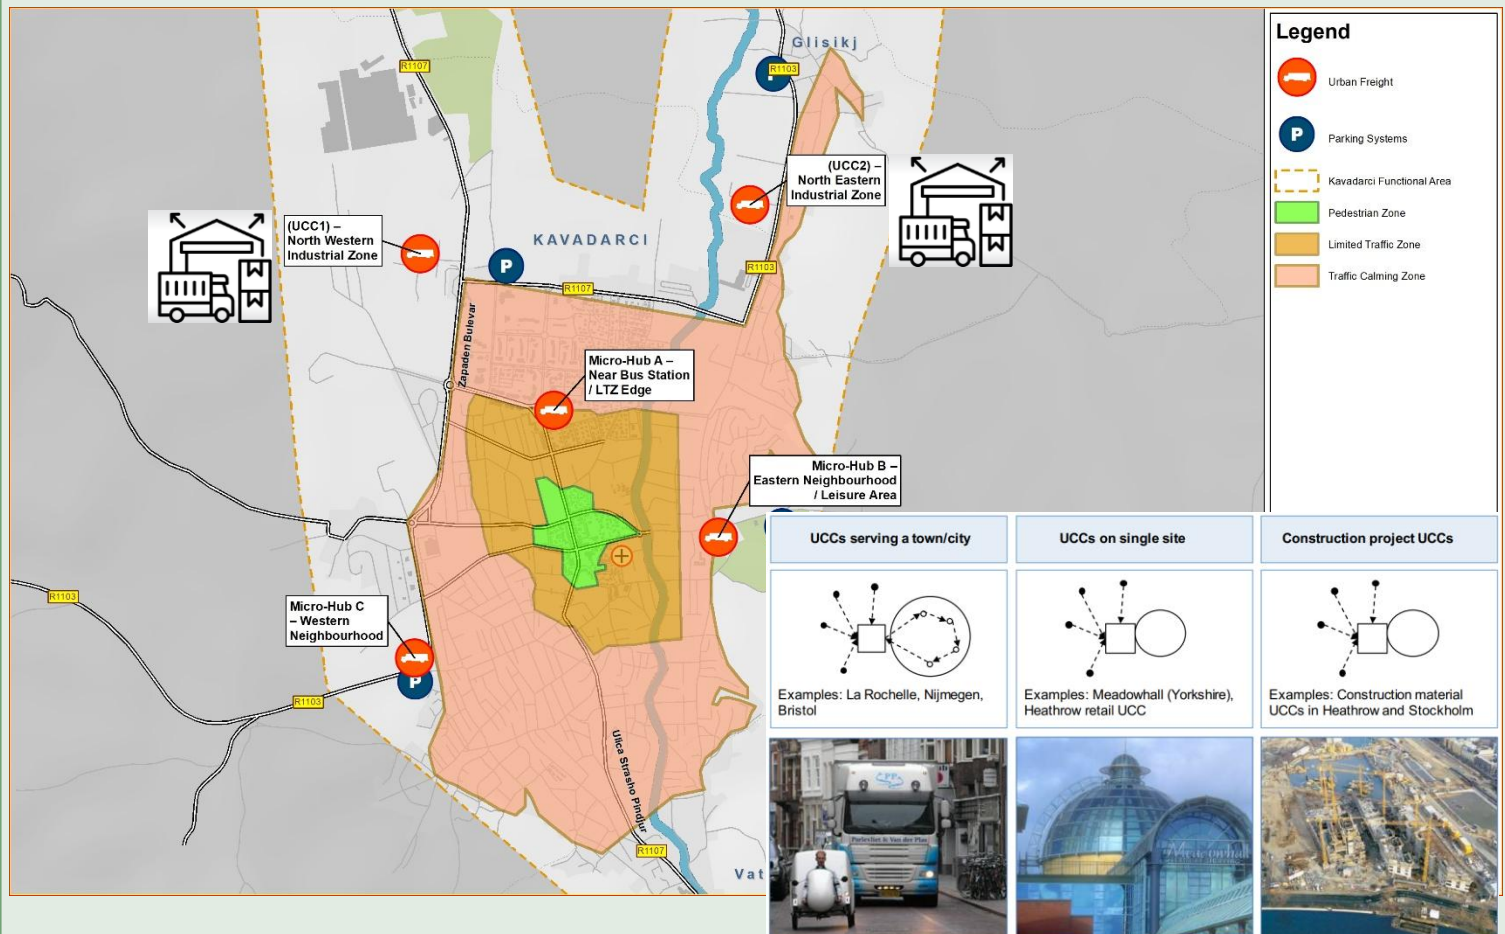 Glisikj
R1107
R1103
(UCC2) –
North Eastern
Industrial Zone
(UCC1) –
North Western
Industrial Zone
KAVADARCI
P
R1103
R1107
Zapaden Bulevar
Micro-Hub A –
Near Bus Station
/ LTZ Edge
Micro-Hub B –
Eastern Neighbourhood
/ Leisure Area
R1103
Micro-Hub C
– Western
Neighbourhood
P
R1103
Ulica Strasho Pindjur
R1107
Vat
Legend
Urban Freight
P
Parking Systems
Kavadarci Functional Area
Pedestrian Zone
Limited Traffic Zone
Traffic Calming Zone
UCCs serving a town/city
UCCs on single site
Construction project UCCs
Examples: La Rochelle, Nijmegen,
Bristol
Examples: Meadowhall (Yorkshire),
Heathrow retail UCC
Examples: Construction material
UCCs in Heathrow and Stockholm
Meadowhall